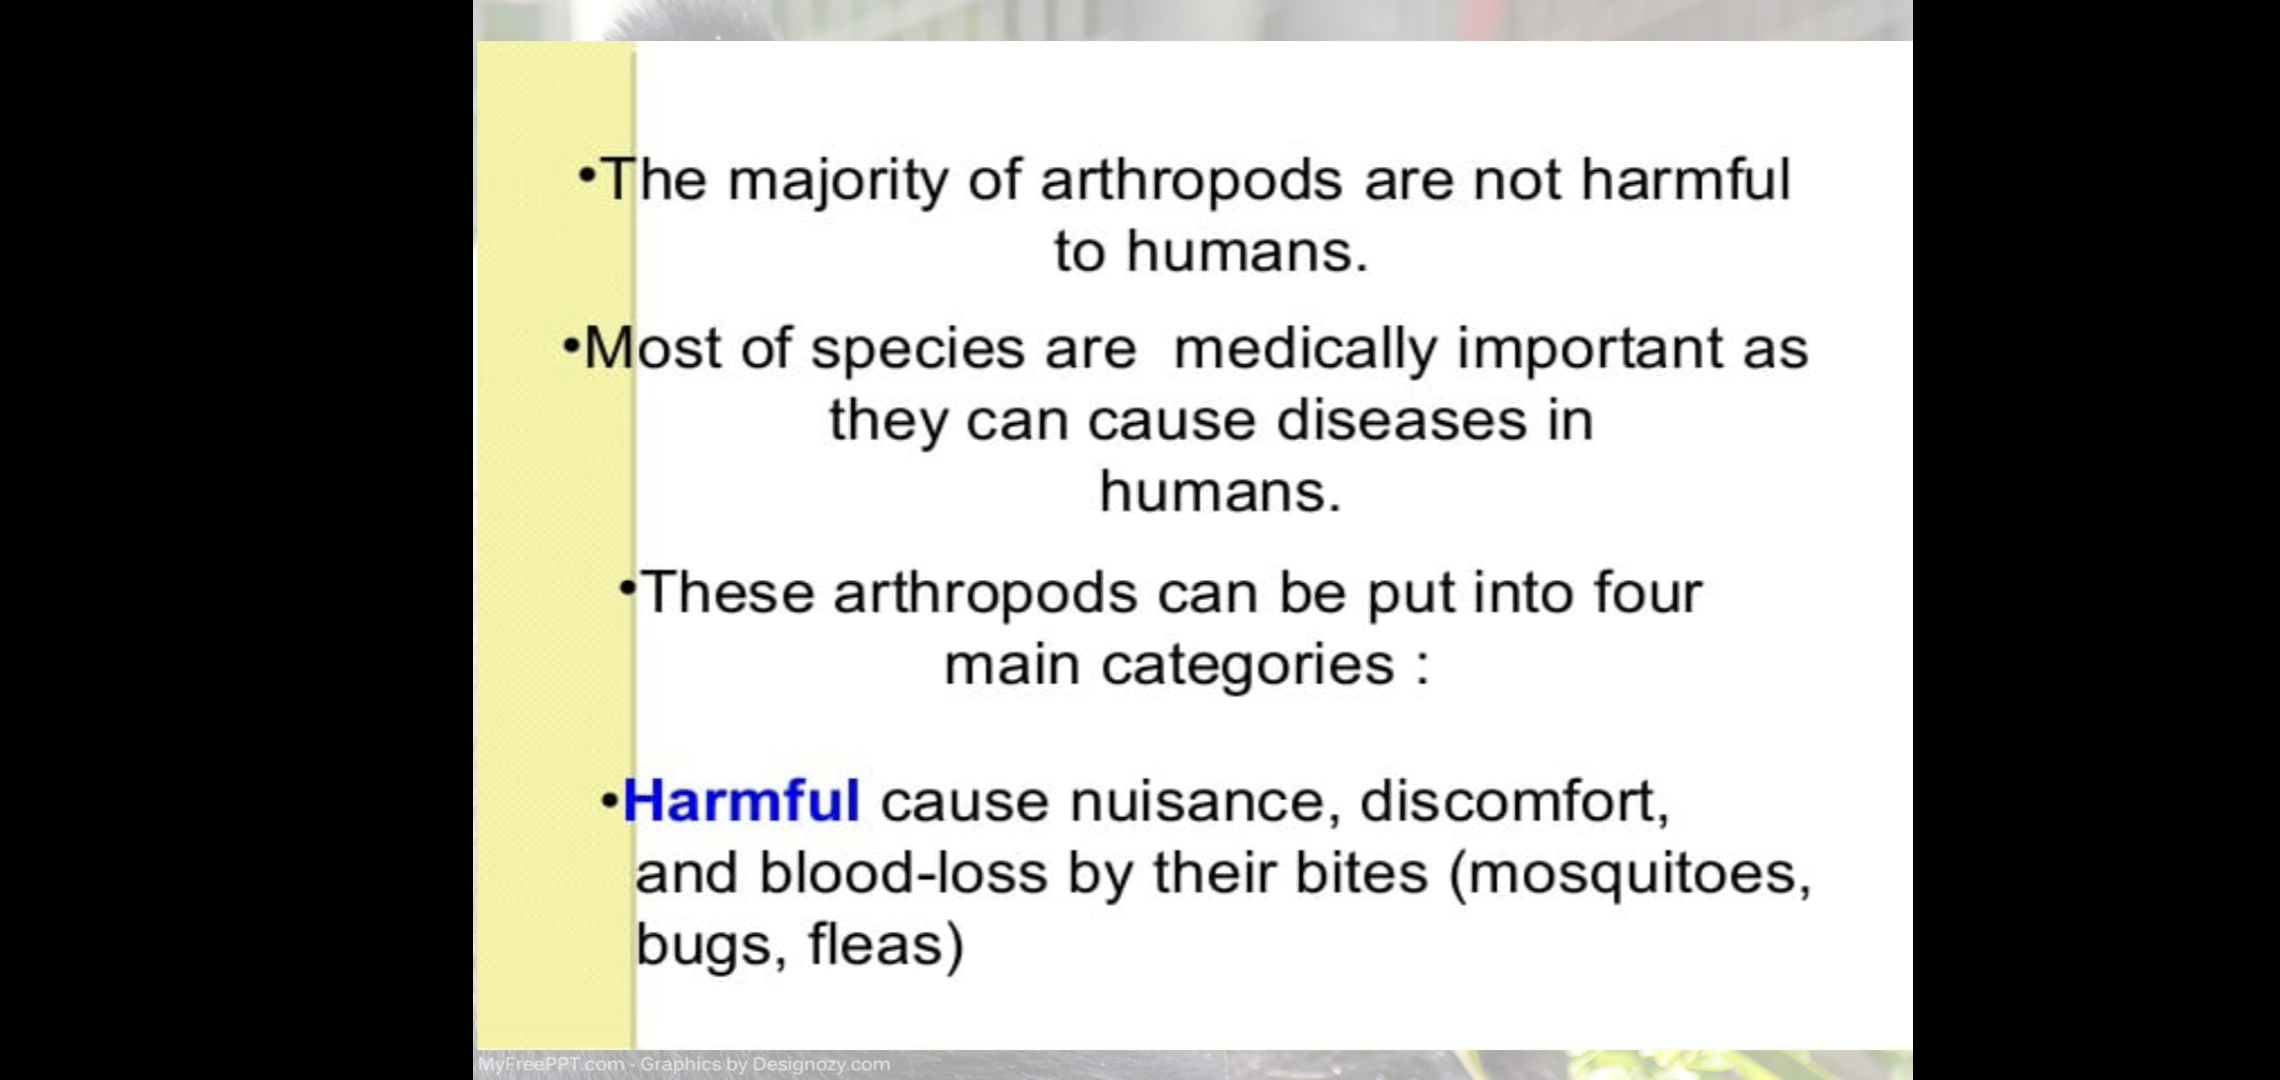 •The majority of arthropods are not harmful
to humans.
•Most of species are  medically important as
they can cause diseases in
humans.
•These arthropods can be put into four
main categories :
•Harmful cause nuisance, discomfort,
and blood-loss by their bites (mosquitoes,
bugs, fleas)
MyFreePPT.com - Graphics by Designozy.com